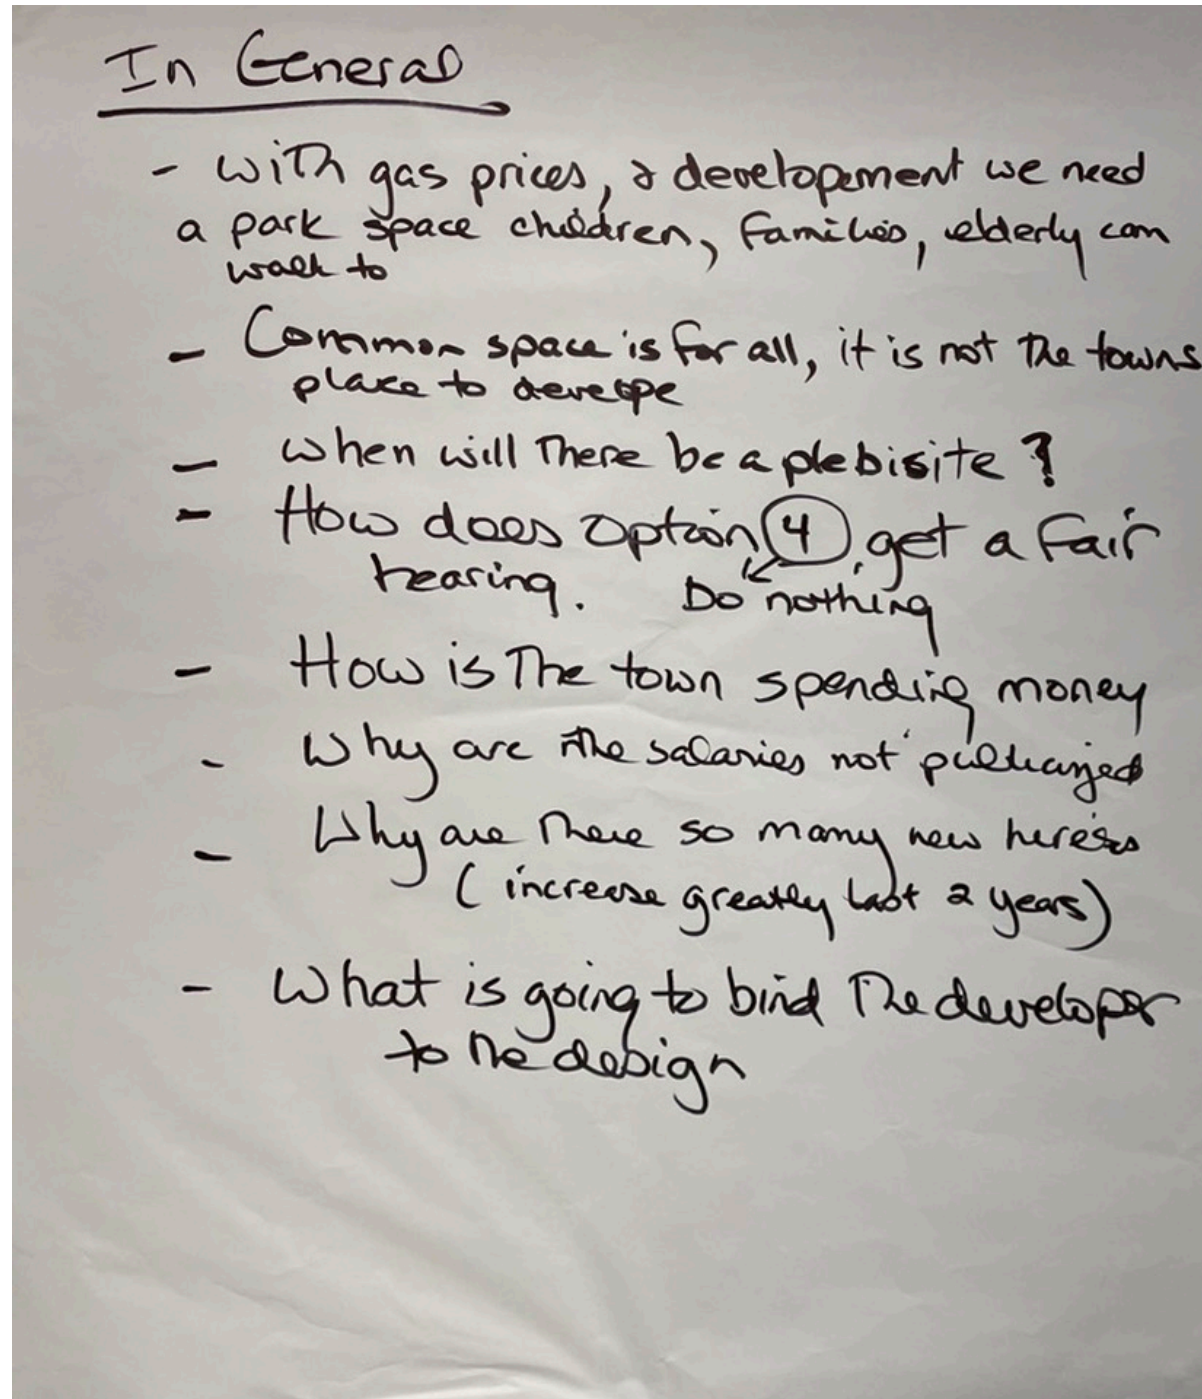 In General
- with gas prices, & developement we need
a park space children, families, elderly can
walk to
- Common space is for all, it is not the towns
place to develope
- when will there be a plebisite?
- How does option 4 get a fair
hearing. Do nothing
- How is the town spending money
- Why are the salaries not
- Why are there so many new
(increase greatly last 2 years)
- What is going to bind the developer
to the design